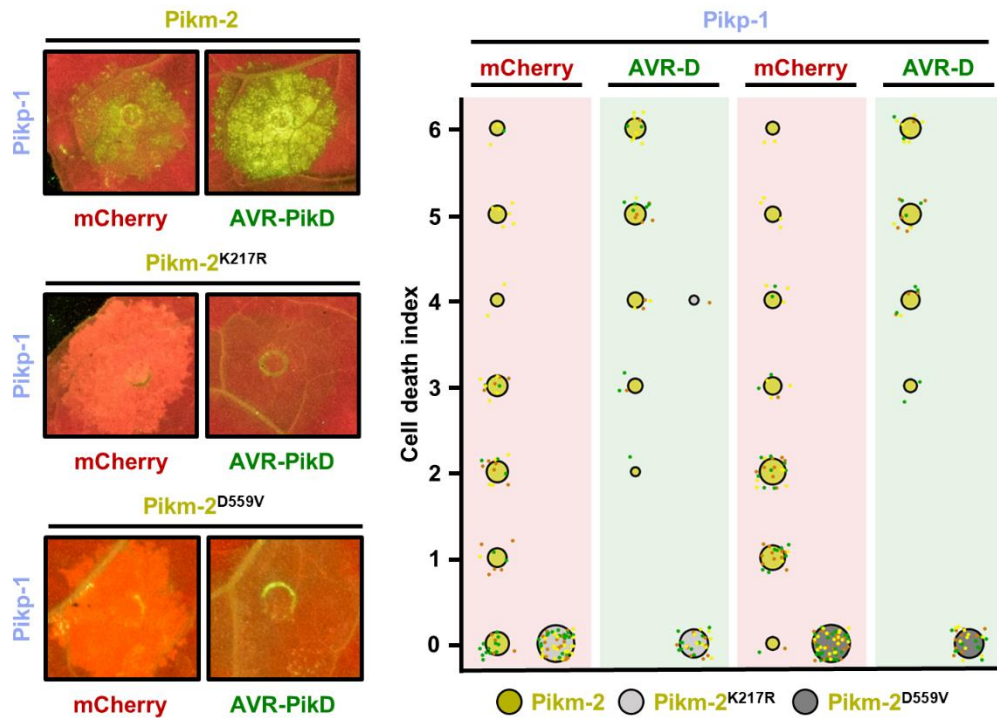 Pikm-2
Pikp-1
mCherry
AVR-PikD
Pikm-2K217R
Pikp-1
mCherry
AVR-PikD
Pikm-2D559V
Pikp-1
mCherry
AVR-PikD
Pikp-1
mCherry AVR-D mCherry AVR-D
Cell death index
6
5
4
3
2
1
0
Pikm-2 Pikm-2K217R Pikm-2D559V